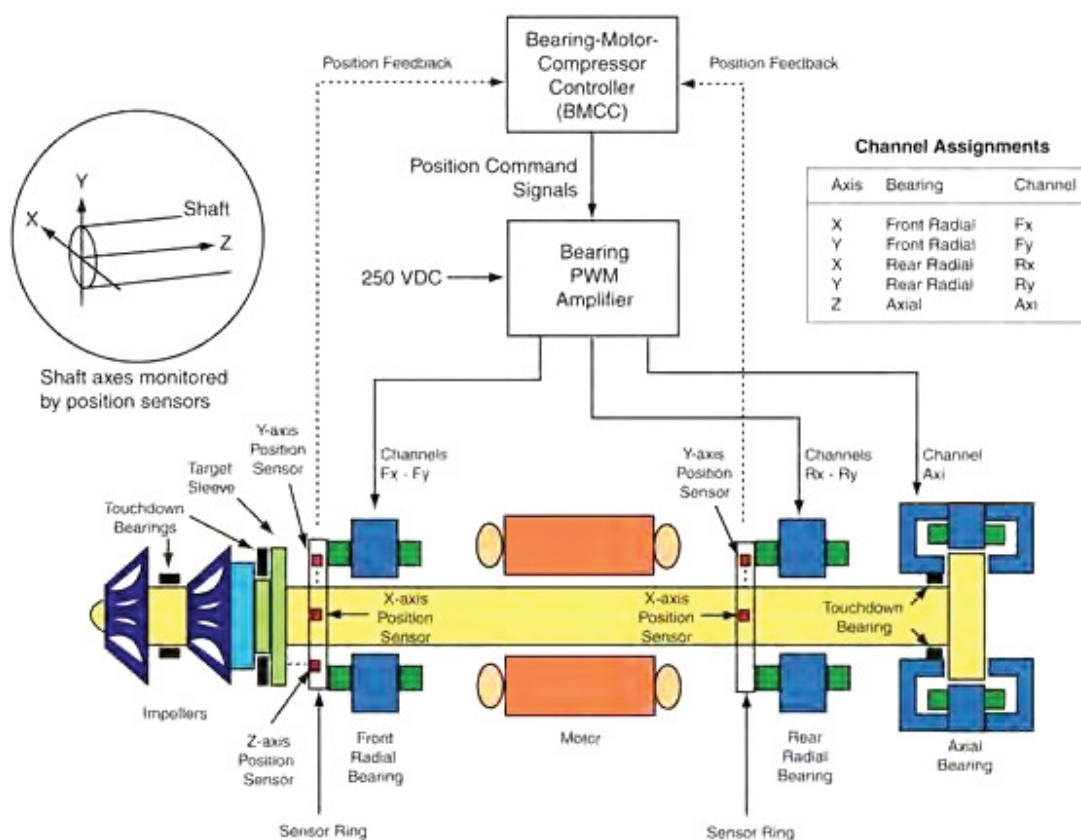 Bearing-Motor-
Compressor
Controller
(BMCC)
Position Feedback
Position Feedback
Position Command
Signals
Channel Assignments
Axis Bearing Channel
X Front Radial Fx
Y Front Radial Fy
X Rear Radial Rx
Y Rear Radial Ry
Z Axial Axi
Y
X
Shaft
Z
Shaft axes monitored
by position sensors
250 VDC
Bearing
PWM
Amplifier
Y-axis
Position
Sensor
Target
Sleeve
Touchdown
Bearings
Channels
Fx - Fy
Y-axis
Position
Sensor
Channels
Rx - Ry
Channel
Axi
X-axis
Position
Sensor
X-axis
Position
Sensor
Touchdown
Bearing
Impellers
Z-axis
Position
Sensor
Front
Radial
Bearing
Motor
Rear
Radial
Bearing
Axial
Bearing
Sensor Ring
Sensor Ring